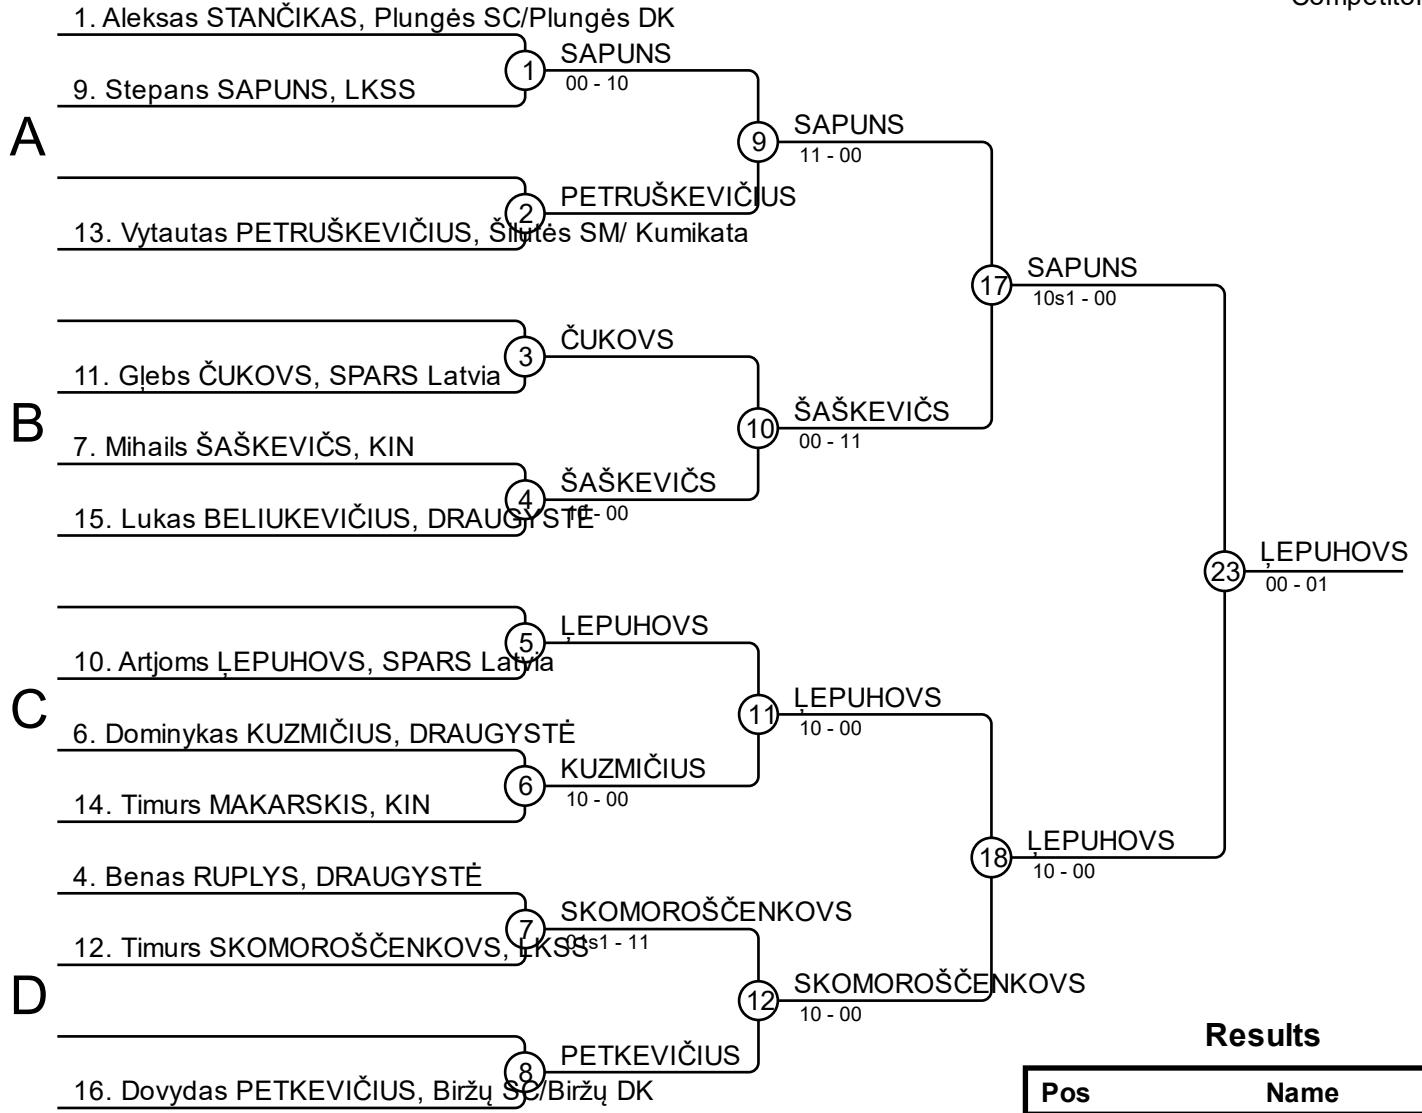 Competitor
1. Aleksas STANČIKAS, Plungės SC/Plungės DK
1
SAPUNS
00 - 10
9. Stepans SAPUNS, LKSS
A
9
SAPUNS
11 - 00
2
PETRUŠKEVIČIUS
13. Vytautas PETRUŠKEVIČIUS, Šilutės SM/ Kumikata
17
SAPUNS
10s1 - 00
3
ČUKOVS
11. Gļebs ČUKOVS, SPARS Latvia
B
10
ŠAŠKEVIČS
00 - 11
7. Mihails ŠAŠKEVIČS, KIN
4
ŠAŠKEVIČS
10 - 00
15. Lukas BELIUKEVIČIUS, DRAUGYSTĖ
23
ĻEPUHOVS
00 - 01
5
ĻEPUHOVS
10. Artjoms ĻEPUHOVS, SPARS Latvia
C
11
ĻEPUHOVS
10 - 00
6. Dominykas KUZMIČIUS, DRAUGYSTĖ
6
KUZMIČIUS
10 - 00
14. Timurs MAKARSKIS, KIN
18
ĻEPUHOVS
10 - 00
4. Benas RUPLYS, DRAUGYSTĖ
7
SKOMOROŠČENKOVS
01s1 - 11
12. Timurs SKOMOROŠČENKOVS, LKSS
D
12
SKOMOROŠČENKOVS
10 - 00
8
PETKEVIČIUS
16. Dovydas PETKEVIČIUS, Biržų SC/Biržų DK
Results
Pos Name